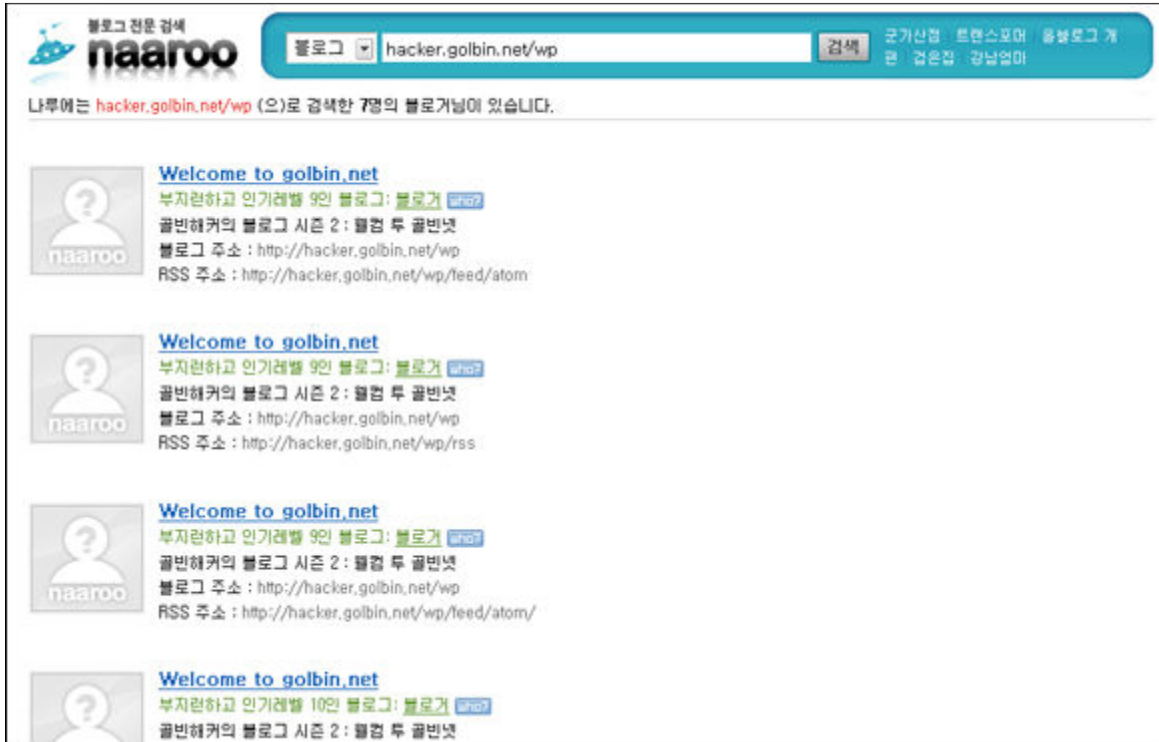 블로그 전문 검색
naaroo
블로그
hacker.golbin.net/wp
검색
군가산점 트랜스포머 올블로그 개
편 검은집 강남엄마
나루에는 hacker.golbin.net/wp (으)로 검색한 7명의 블로거님이 있습니다.
naaroo
Welcome to golbin.net
부지런하고 인기레벨 9인 블로그: 블로거 who?
골빈해커의 블로그 시즌 2 : 웰컴 투 골빈넷
블로그 주소 : http://hacker.golbin.net/wp
RSS 주소 : http://hacker.golbin.net/wp/feed/atom
naaroo
Welcome to golbin.net
부지런하고 인기레벨 9인 블로그: 블로거 who?
골빈해커의 블로그 시즌 2 : 웰컴 투 골빈넷
블로그 주소 : http://hacker.golbin.net/wp
RSS 주소 : http://hacker.golbin.net/wp/rss
naaroo
Welcome to golbin.net
부지런하고 인기레벨 9인 블로그: 블로거 who?
골빈해커의 블로그 시즌 2 : 웰컴 투 골빈넷
블로그 주소 : http://hacker.golbin.net/wp
RSS 주소 : http://hacker.golbin.net/wp/feed/atom/
Welcome to golbin.net
부지런하고 인기레벨 10인 블로그: 블로거 who?
골빈해커의 블로그 시즌 2 : 웰컴 투 골빈넷